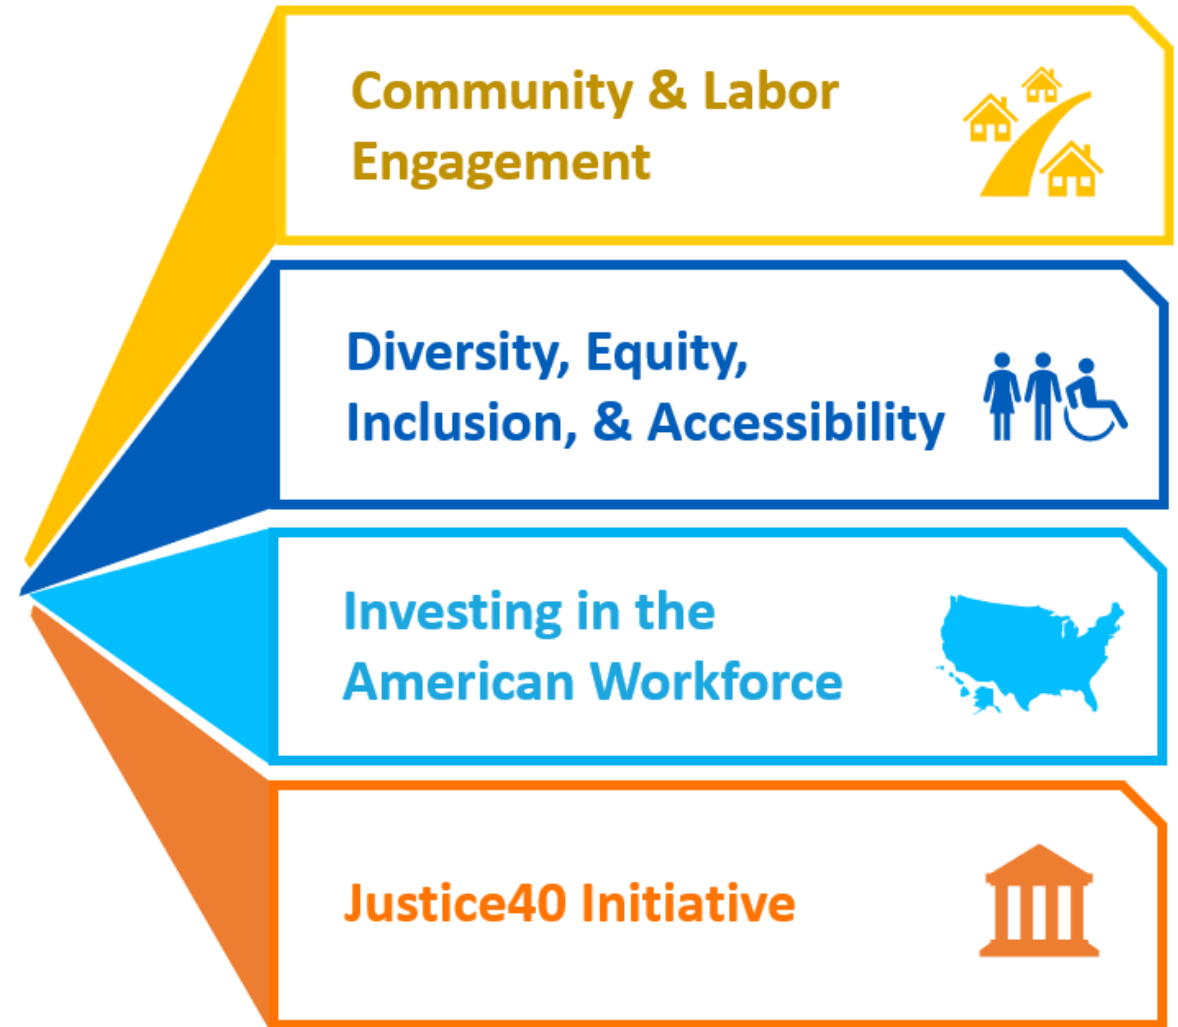 Community & Labor
Engagement
Diversity, Equity,
Inclusion, & Accessibility
Investing in the
American Workforce
Justice40 Initiative